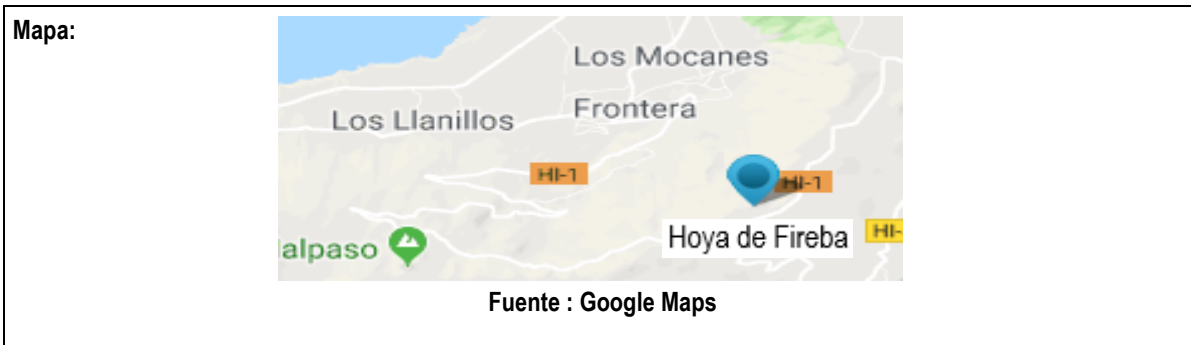 Mapa:
Los Mocanes
Frontera
Los Llanillos
HI-1
HI-1
Hoya de Fireba
HI-
alpaso
Fuente : Google Maps